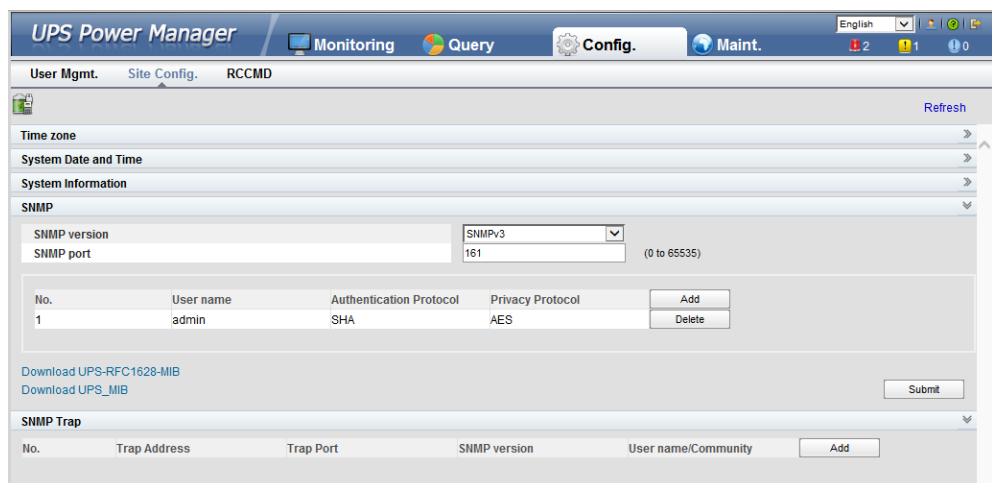 UPS Power Manager
Monitoring
Query
Config.
Maint.
English
2
1
0
User Mgmt.
Site Config.
RCCMD
Refresh
Time zone
System Date and Time
System Information
SNMP
SNMP version SNMPv3
SNMP port 161 (0 to 65535)
No. User name Authentication Protocol Privacy Protocol Add
1 admin SHA AES Delete
Download UPS-RFC1628-MIB
Download UPS_MIB
Submit
SNMP Trap
No. Trap Address Trap Port SNMP version User name/Community Add